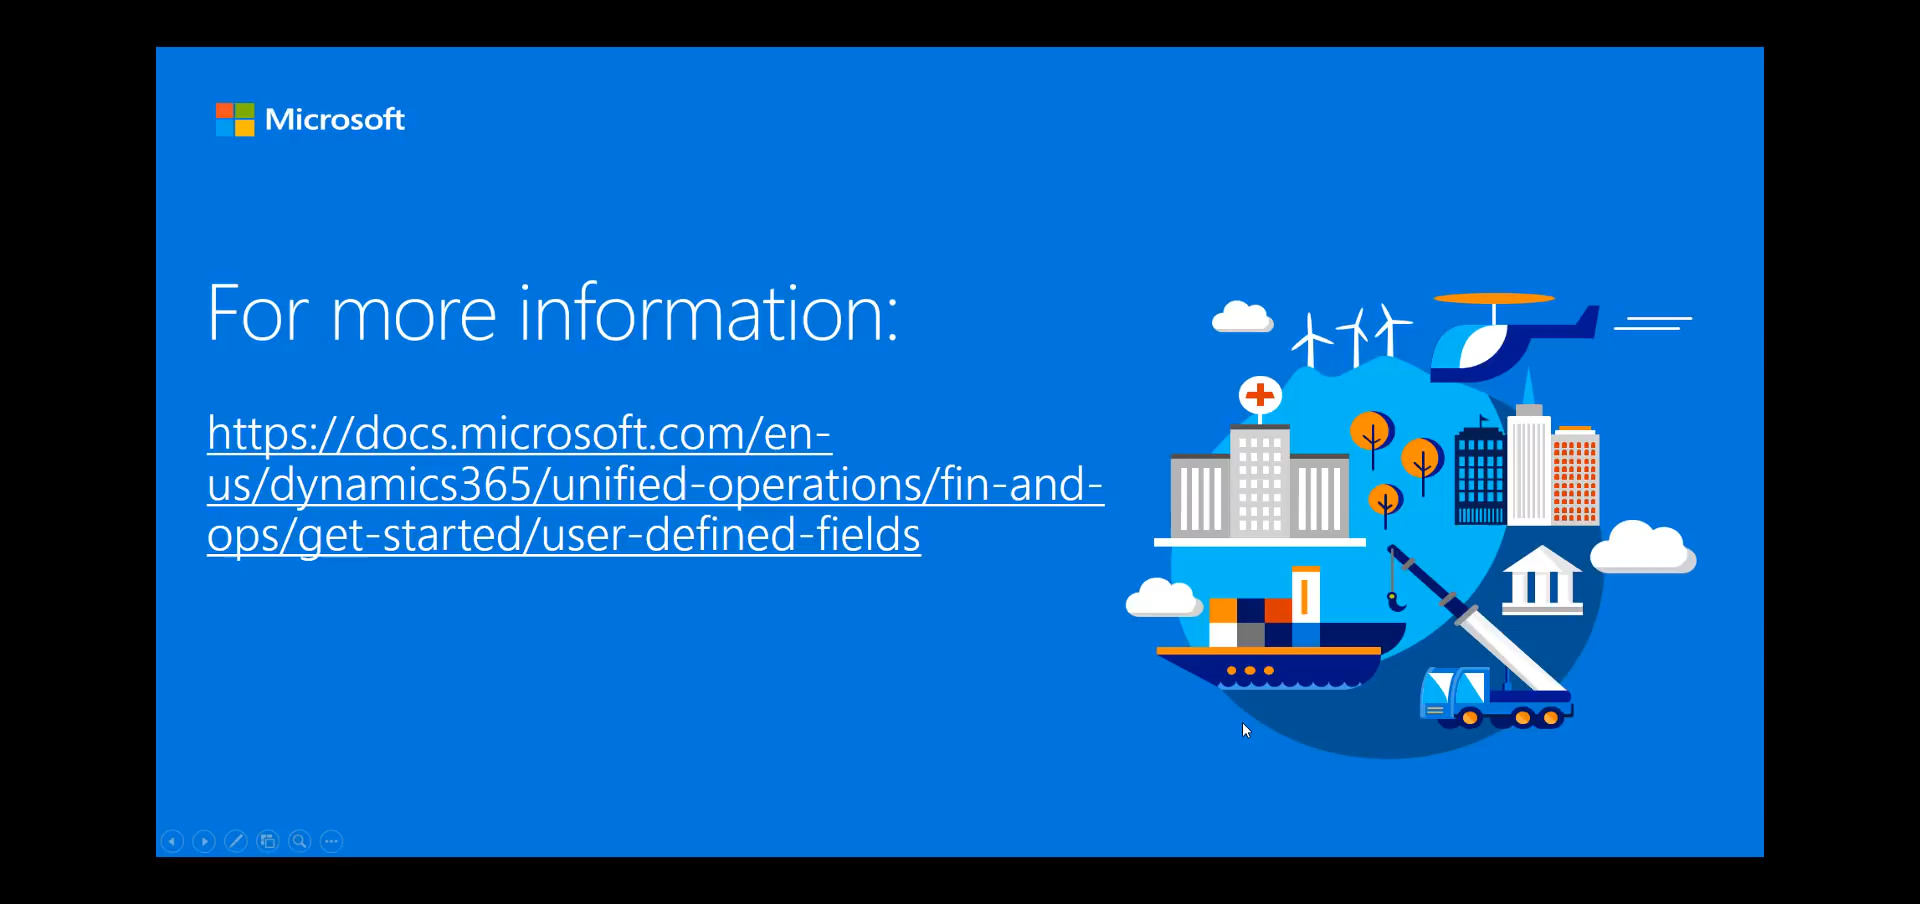 Microsoft
For more information:
https://docs.microsoft.com/en-
us/dynamics365/unified-operations/fin-and-
ops/get-started/user-defined-fields